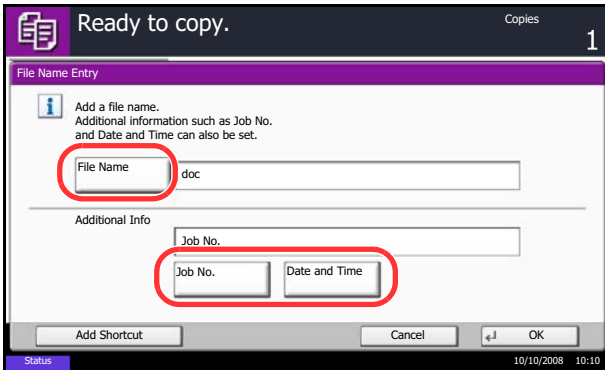 Ready to copy.
Copies
1
File Name Entry
Add a file name.
Additional information such as Job No.
and Date and Time can also be set.
File Name
doc
Additional Info
Job No.
Job No.
Date and Time
Add Shortcut
Cancel
OK
Status
10/10/2008 10:10